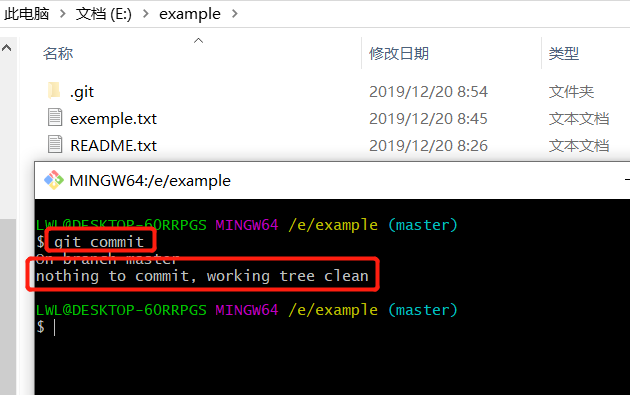 此电脑 > 文档 (E:) > example >
名称 修改日期 类型
.git 2019/12/20 8:54 文件夹
exemple.txt 2019/12/20 8:45 文本文档
README.txt 2019/12/20 8:26 文本文档
MINGW64:/e/example
LWL@DESKTOP-6ORRPGS MINGW64 /e/example (master)
$ git commit
On branch master
nothing to commit, working tree clean
LWL@DESKTOP-6ORRPGS MINGW64 /e/example (master)
$